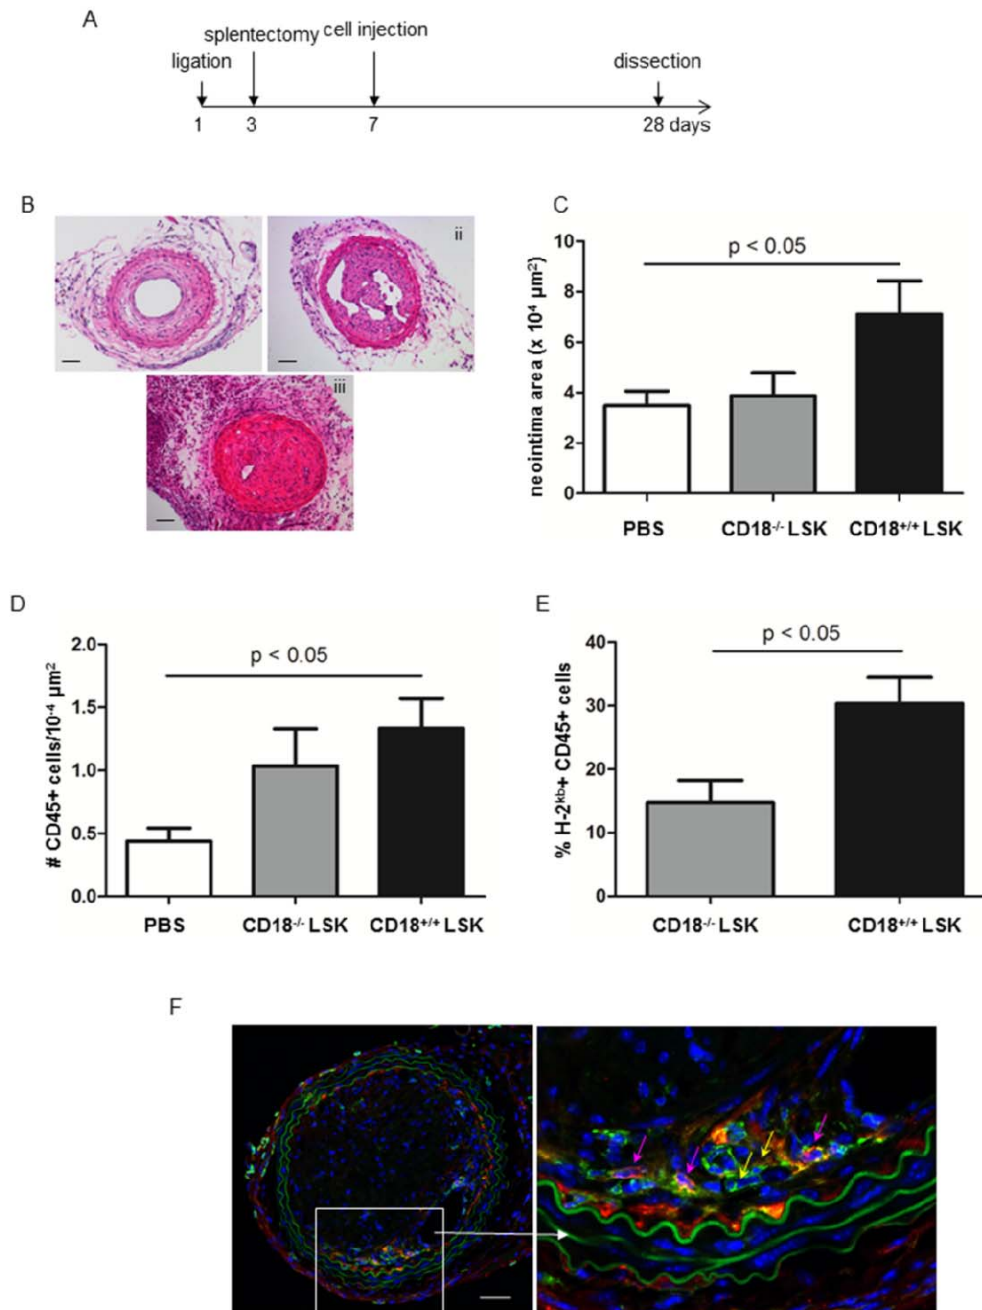 A
splentectomy cell injection
ligation
dissection
1 3 7 28 days
B
ii
iii
C
neointima area (x 10⁴ µm²)
10
8
6
4
2
0
p < 0.05
PBS CD18⁻/⁻ LSK CD18⁺/⁺ LSK
D
# CD45+ cells/10⁻⁴ µm²
2.0
1.5
1.0
0.5
0.0
p < 0.05
PBS CD18⁻/⁻ LSK CD18⁺/⁺ LSK
E
% H-2ᵏᵇ+ CD45+ cells
40
30
20
10
0
p < 0.05
CD18⁻/⁻ LSK CD18⁺/⁺ LSK
F